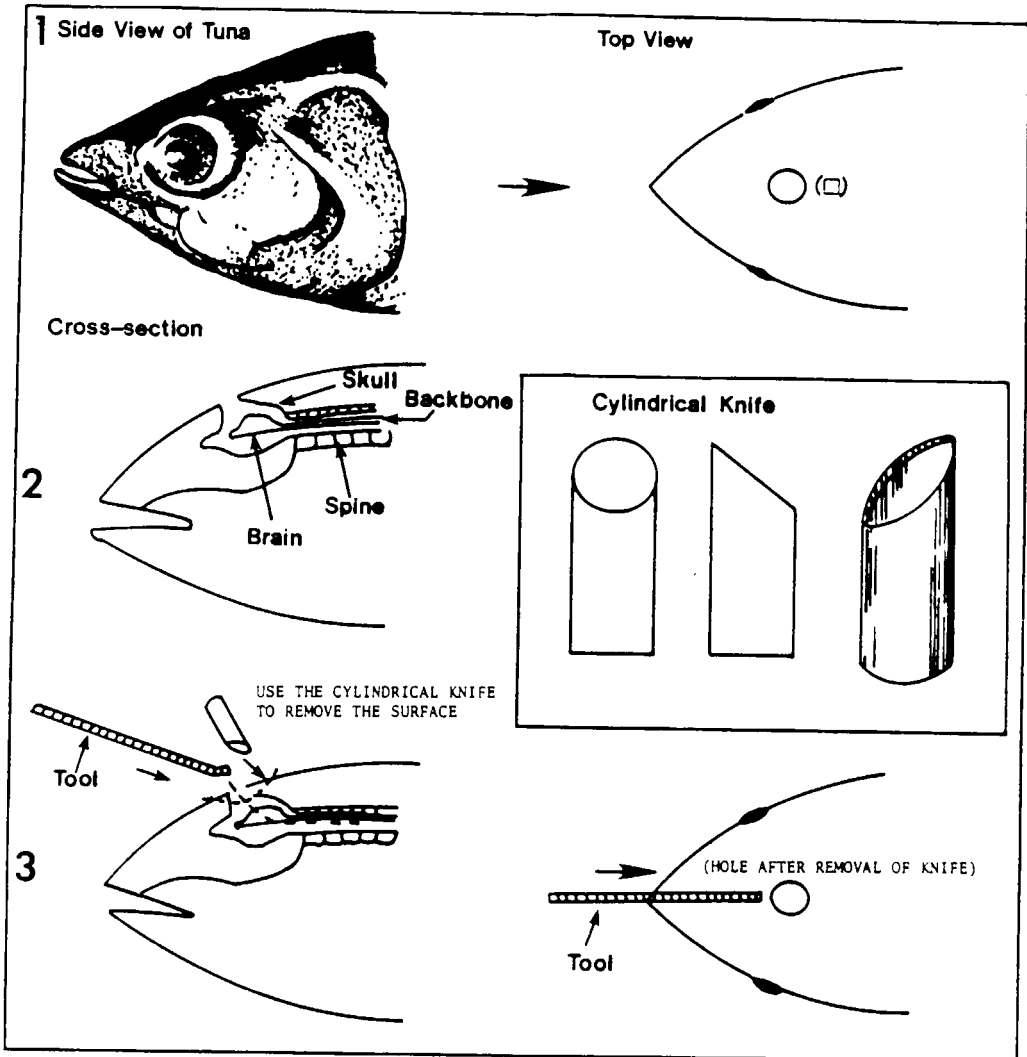 1 Side View of Tuna
Top View
(□)
Cross-section
2
Skull
Backbone
Spine
Brain
Cylindrical Knife
3
USE THE CYLINDRICAL KNIFE
TO REMOVE THE SURFACE
Tool
(HOLE AFTER REMOVAL OF KNIFE)
Tool